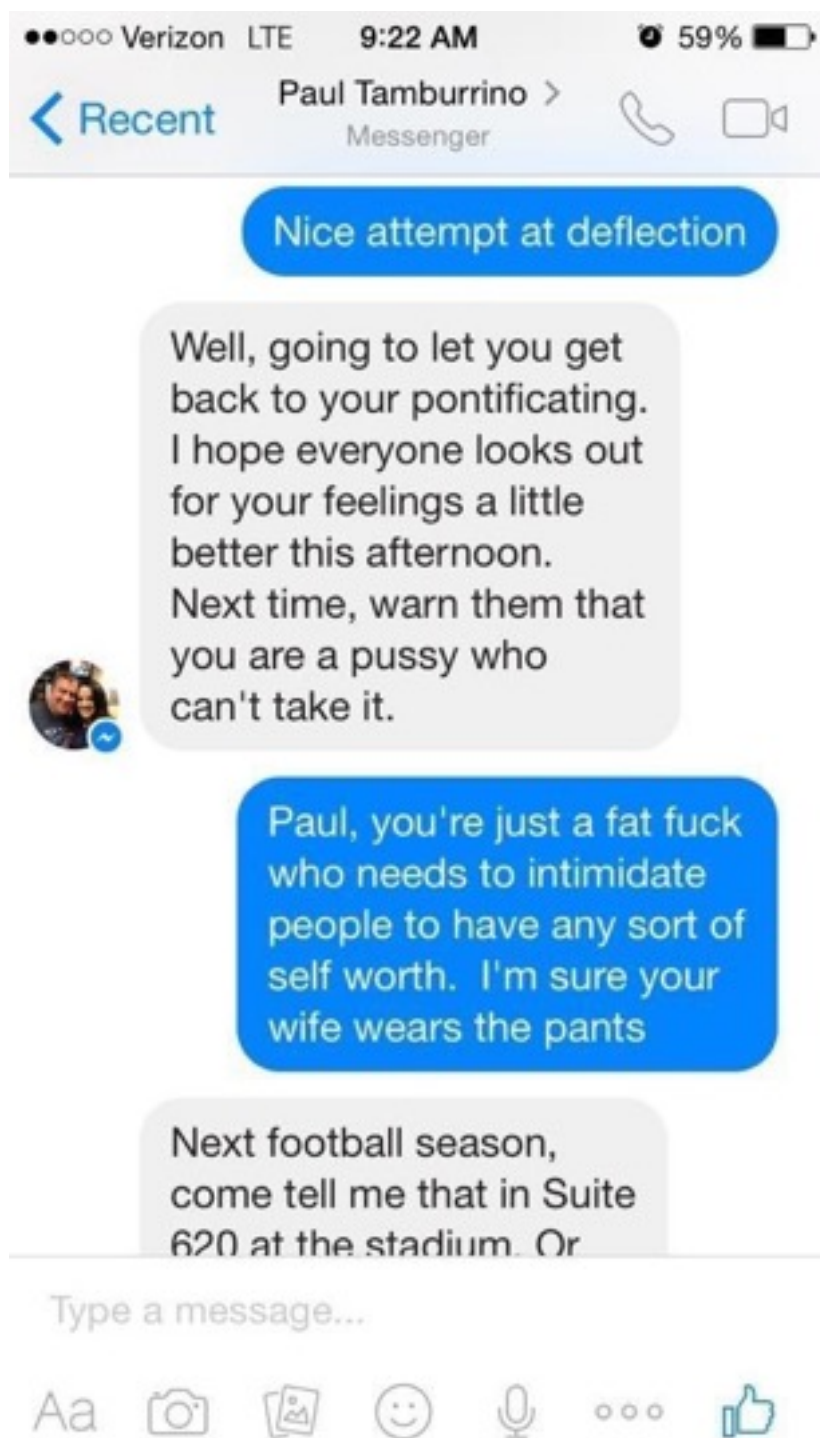 Verizon LTE 9:22 AM 59%
Recent
Paul Tamburrino >
Messenger
Nice attempt at deflection
Well, going to let you get
back to your pontificating.
I hope everyone looks out
for your feelings a little
better this afternoon.
Next time, warn them that
you are a pussy who
can't take it.
Paul, you're just a fat fuck
who needs to intimidate
people to have any sort of
self worth.  I'm sure your
wife wears the pants
Next football season,
come tell me that in Suite
620 at the stadium. Or
Type a message...
Aa